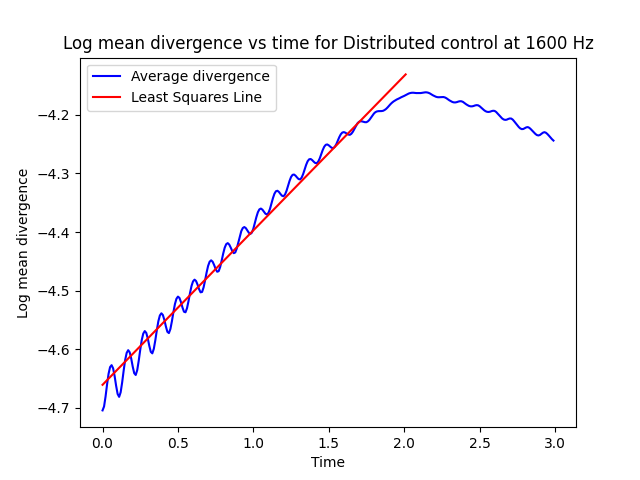 Log mean divergence vs time for Distributed control at 1600 Hz
Average divergence
Least Squares Line
Log mean divergence
−4.2
−4.3
−4.4
−4.5
−4.6
−4.7
0.0 0.5 1.0 1.5 2.0 2.5 3.0
Time